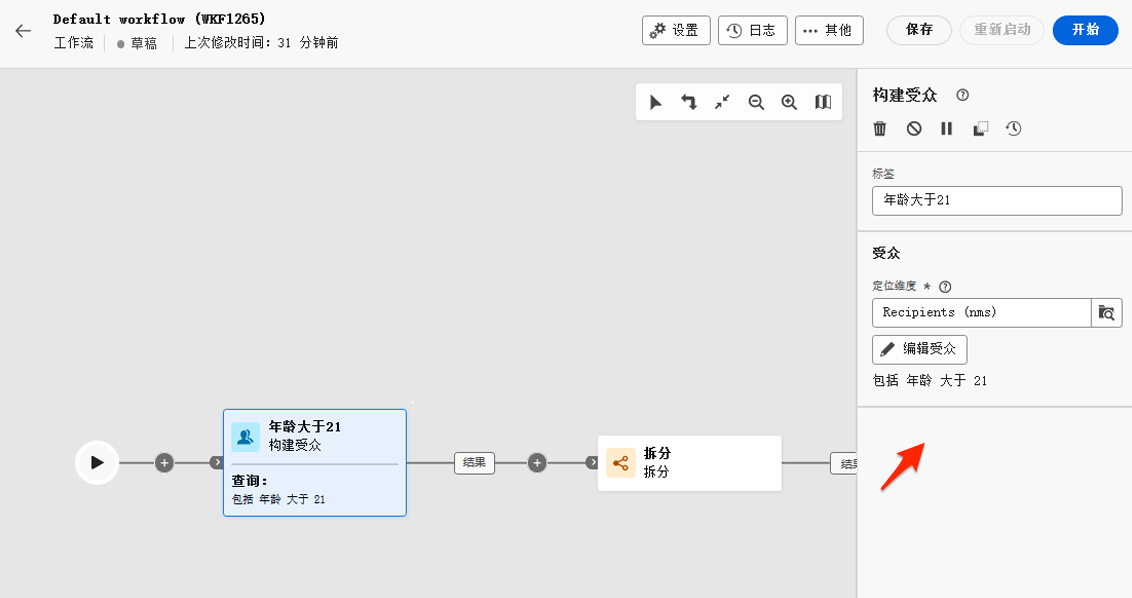 Default workflow (WKF1265)
工作流 草稿 上次修改时间: 31 分钟前
设置 日志 其他 保存 重新启动 开始
构建受众
标签
年龄大于21
受众
定位维度 *
Recipients (nms)
编辑受众
包括 年龄 大于 21
年龄大于21
构建受众
查询:
包括 年龄 大于 21
结果
拆分
拆分